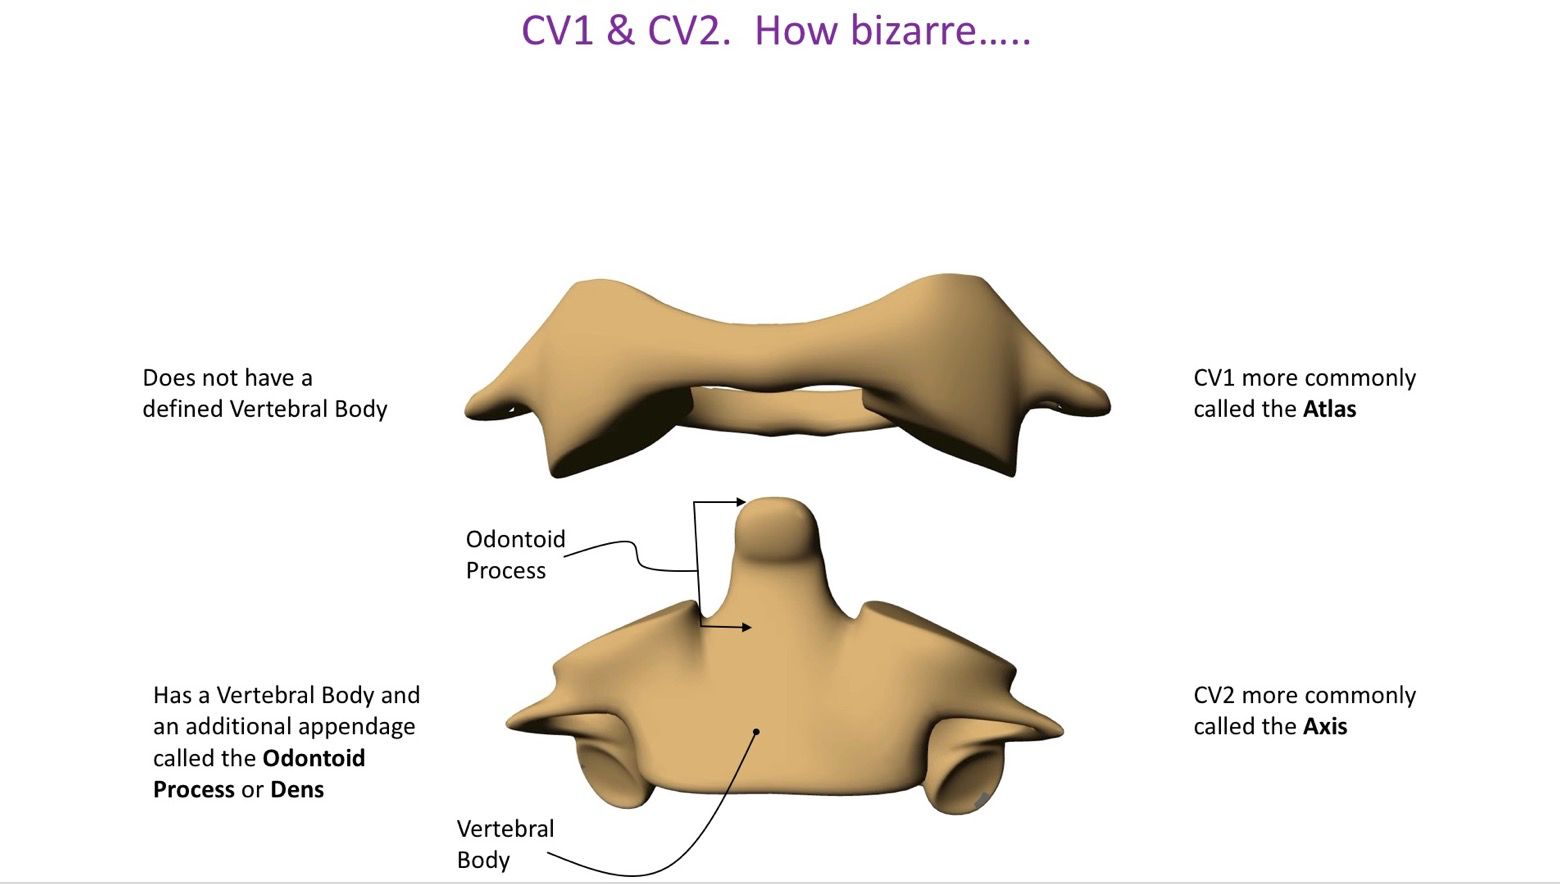 CV1 & CV2.  How bizarre.....
Does not have a
defined Vertebral Body
CV1 more commonly
called the Atlas
Odontoid
Process
Has a Vertebral Body and
an additional appendage
called the Odontoid
Process or Dens
CV2 more commonly
called the Axis
Vertebral
Body